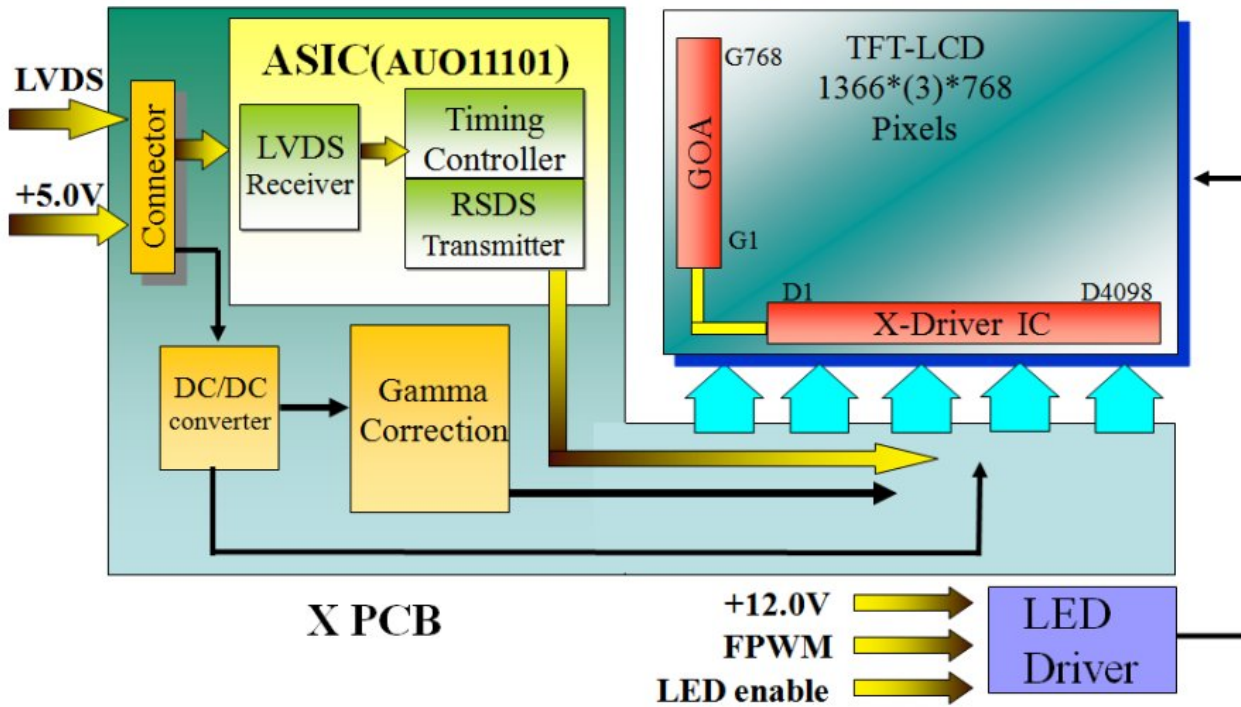 LVDS
+5.0V
Connector
ASIC(AUO11101)
LVDS
Receiver
Timing
Controller
RSDS
Transmitter
DC/DC
converter
Gamma
Correction
X PCB
TFT-LCD
1366*(3)*768
Pixels
G768
GOA
G1
D1
D4098
X-Driver IC
+12.0V
FPWM
LED enable
LED
Driver